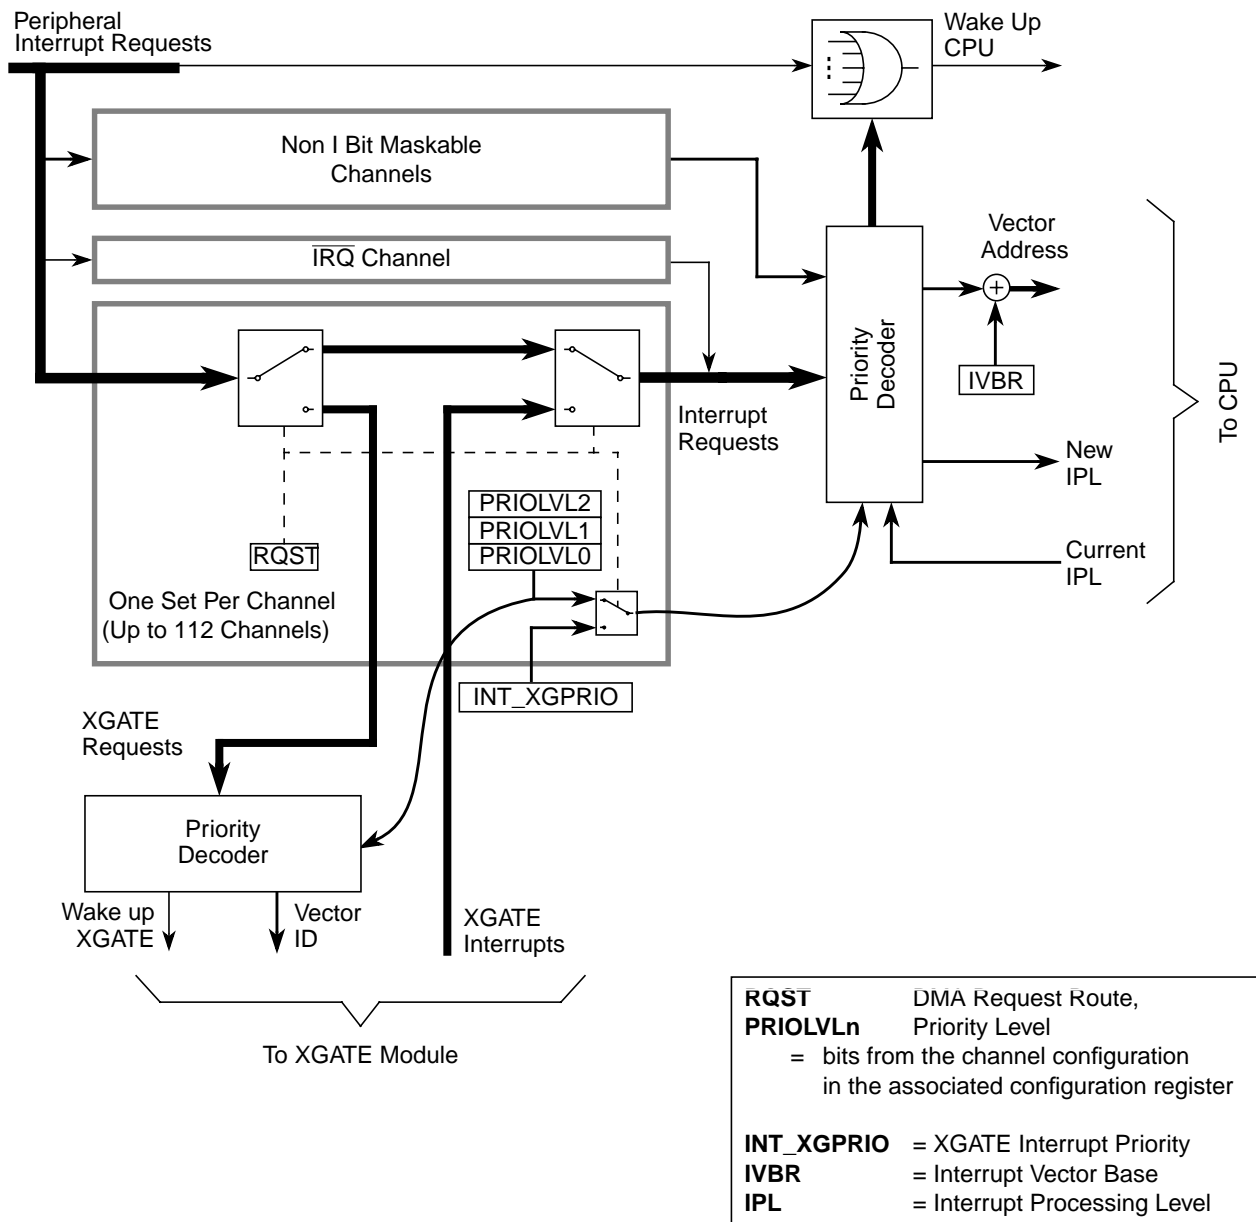 Peripheral
Interrupt Requests
Wake Up
CPU
Non I Bit Maskable
Channels
IRQ Channel
Vector
Address
+
IVBR
Priority
Decoder
To CPU
Interrupt
Requests
New
IPL
PRIOLVL2
PRIOLVL1
PRIOLVL0
RQST
Current
IPL
One Set Per Channel
(Up to 112 Channels)
INT_XGPRIO
XGATE
Requests
Priority
Decoder
Wake up
XGATE
Vector
ID
XGATE
Interrupts
To XGATE Module
RQST DMA Request Route,
PRIOLVLn Priority Level
= bits from the channel configuration
in the associated configuration register
INT_XGPRIO = XGATE Interrupt Priority
IVBR = Interrupt Vector Base
IPL = Interrupt Processing Level